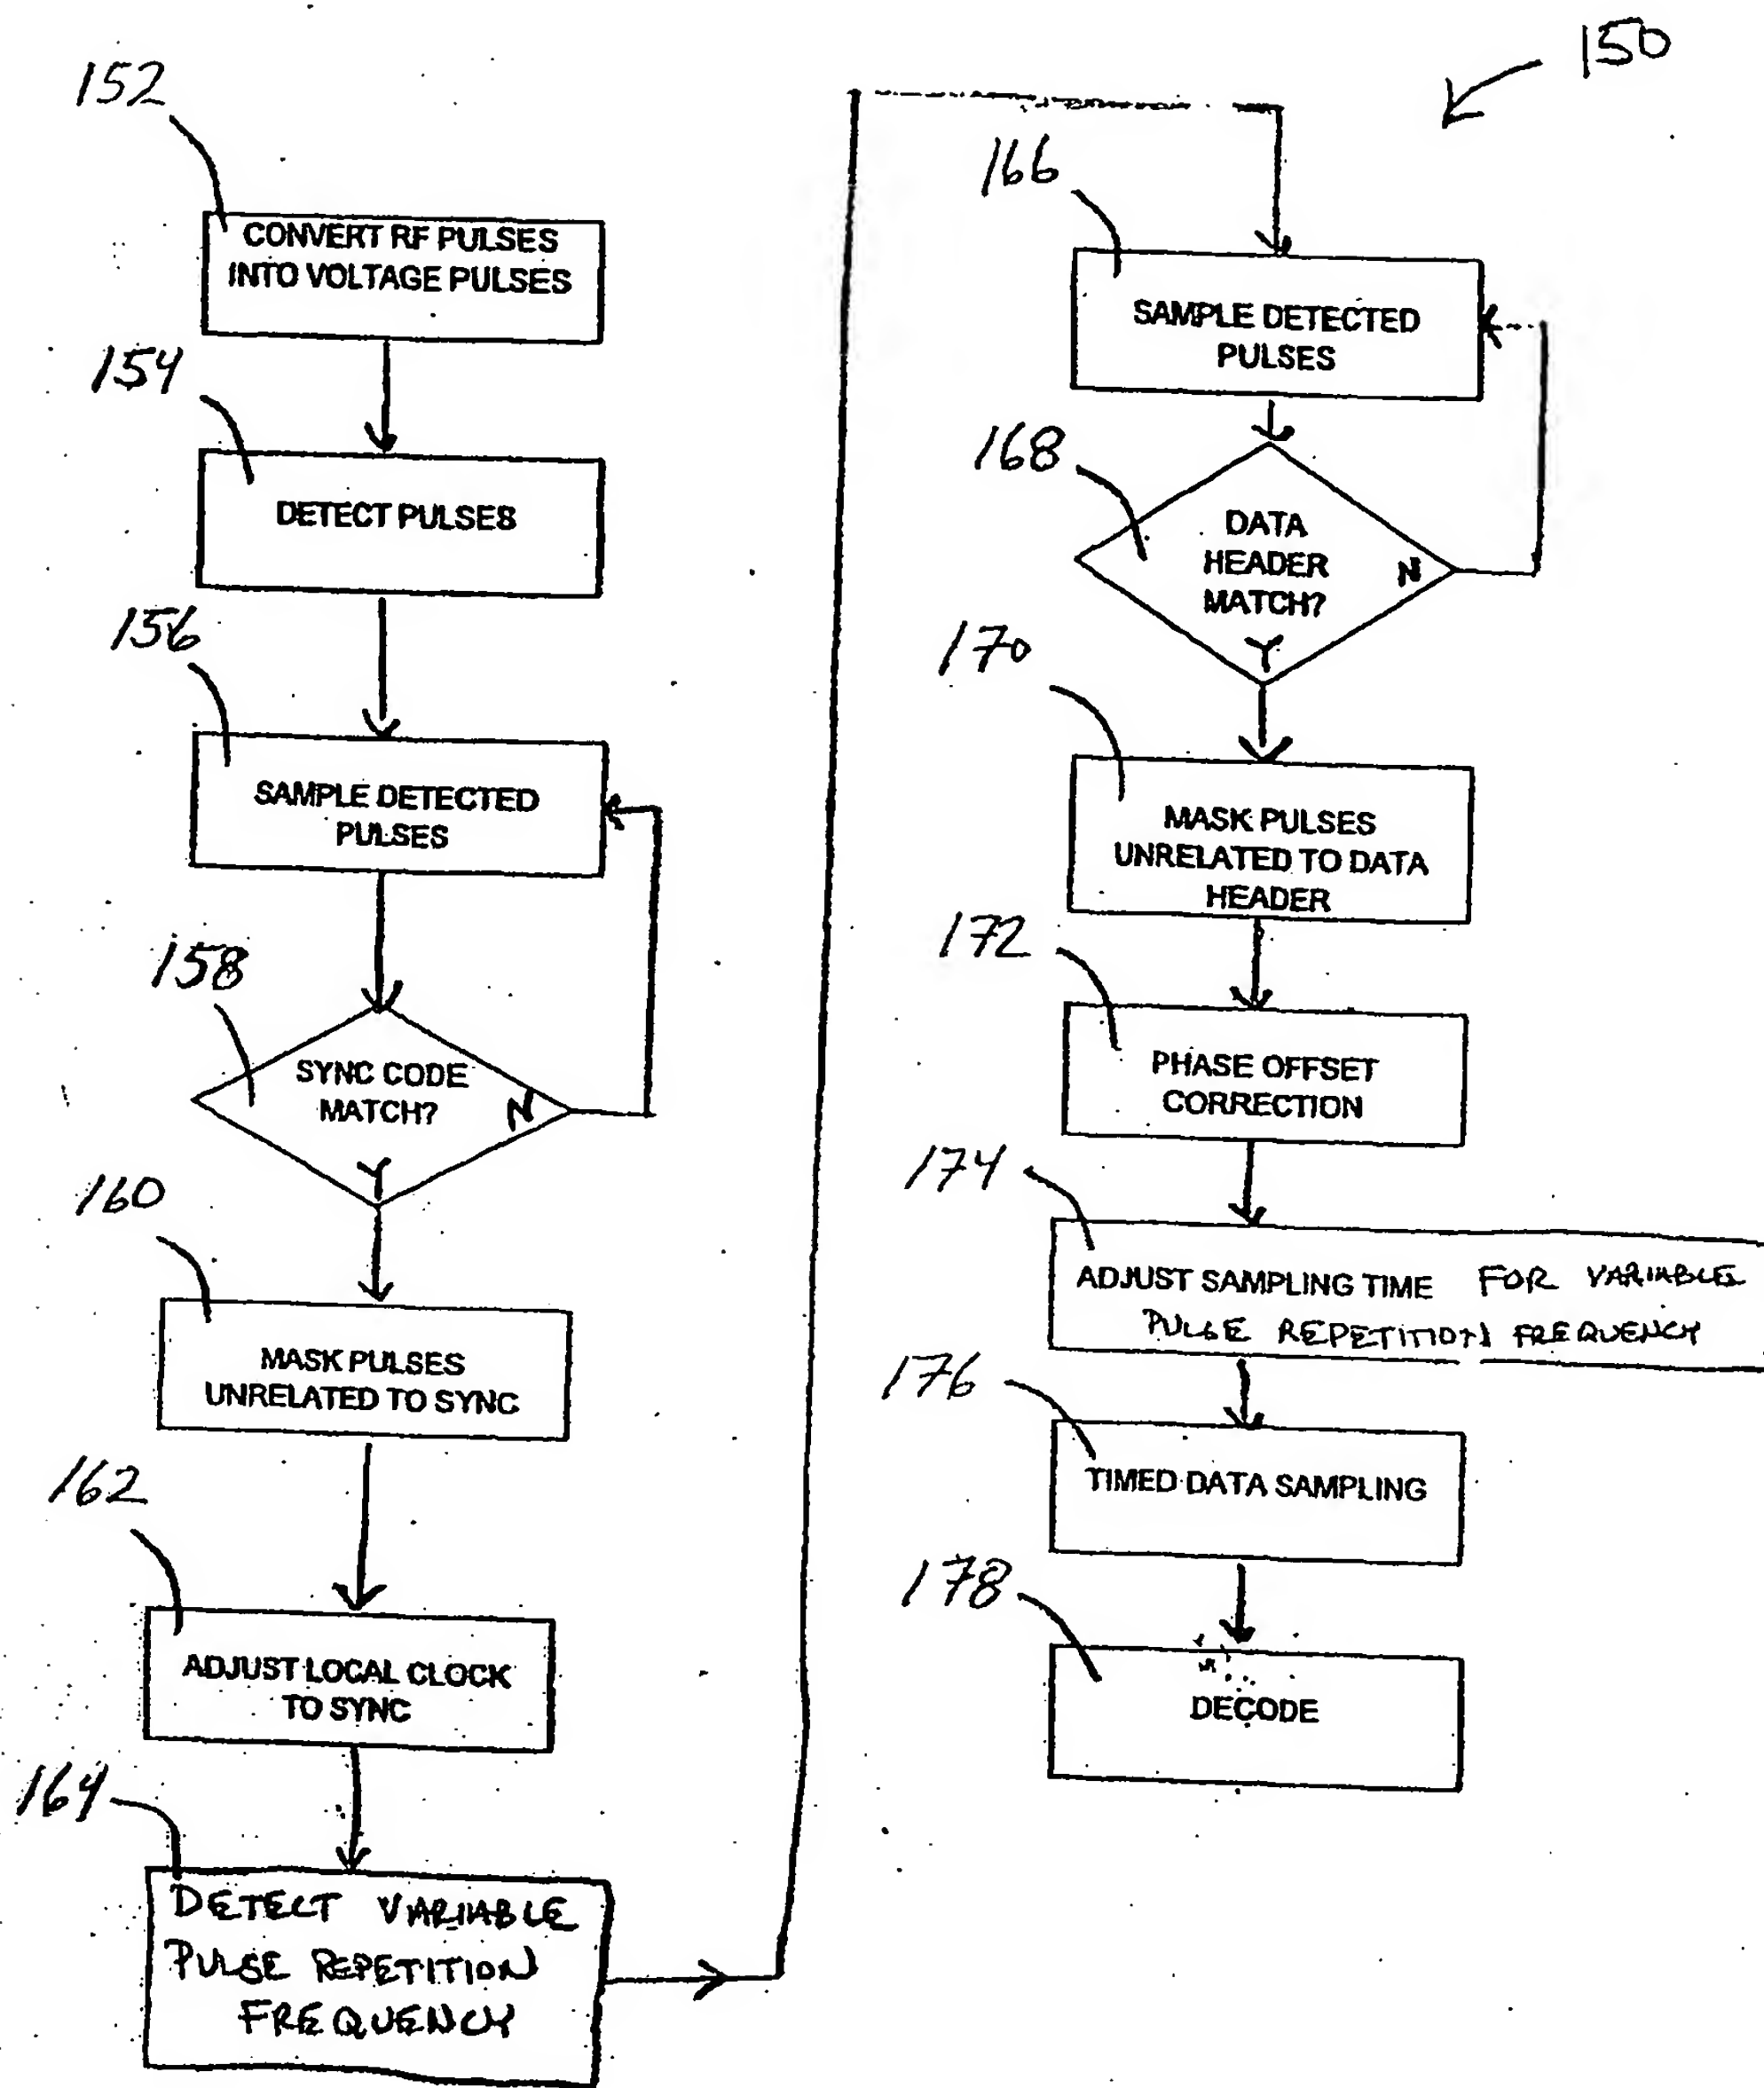 150
152
CONVERT RF PULSES
INTO VOLTAGE PULSES
154
DETECT PULSES
156
SAMPLE DETECTED
PULSES
158
SYNC CODE
MATCH?
N
Y
160
MASK PULSES
UNRELATED TO SYNC
162
ADJUST LOCAL CLOCK
TO SYNC
164
DETECT VARIABLE
PULSE REPETITION
FREQUENCY
166
SAMPLE DETECTED
PULSES
168
DATA
HEADER
MATCH?
N
Y
170
MASK PULSES
UNRELATED TO DATA
HEADER
172
PHASE OFFSET
CORRECTION
174
ADJUST SAMPLING TIME FOR VARIABLE
PULSE REPETITION FREQUENCY
176
TIMED DATA SAMPLING
178
DECODE